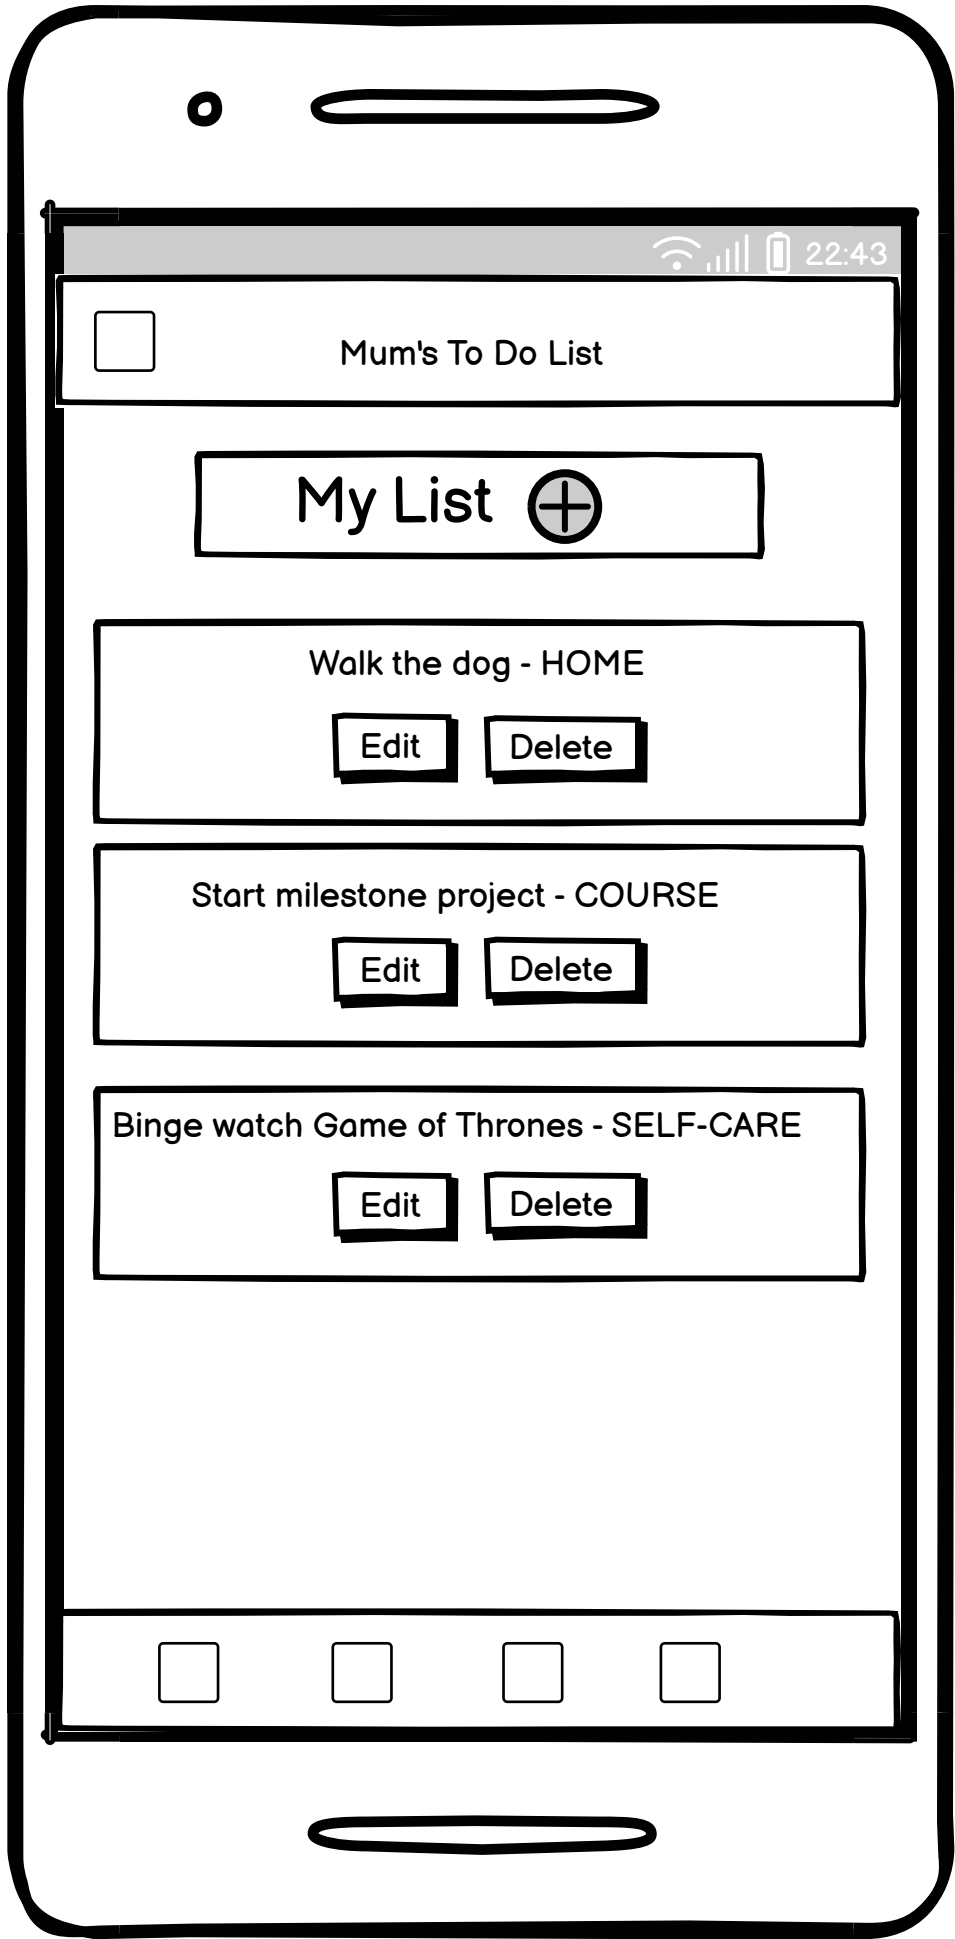 22:43
Mum's To Do List
My List
Walk the dog - HOME
Edit Delete
Start milestone project - COURSE
Edit Delete
Binge watch Game of Thrones - SELF-CARE
Edit Delete